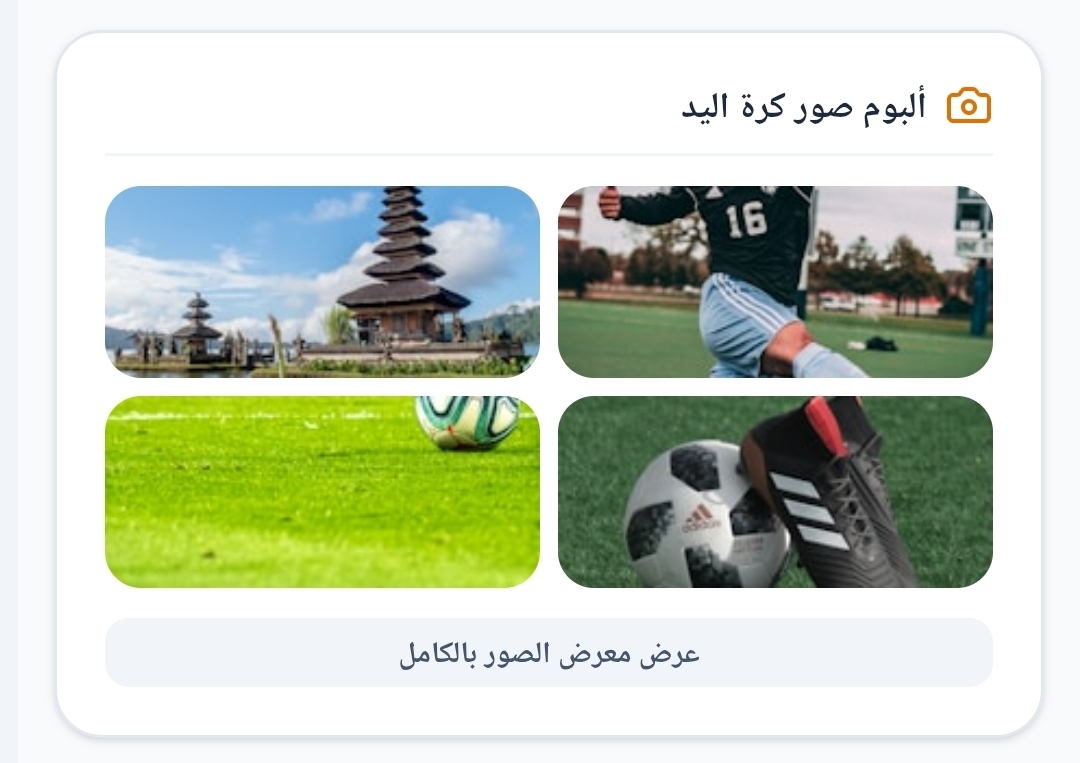 ألبوم صور كرة اليد
16
adidas
عرض معرض الصور بالكامل